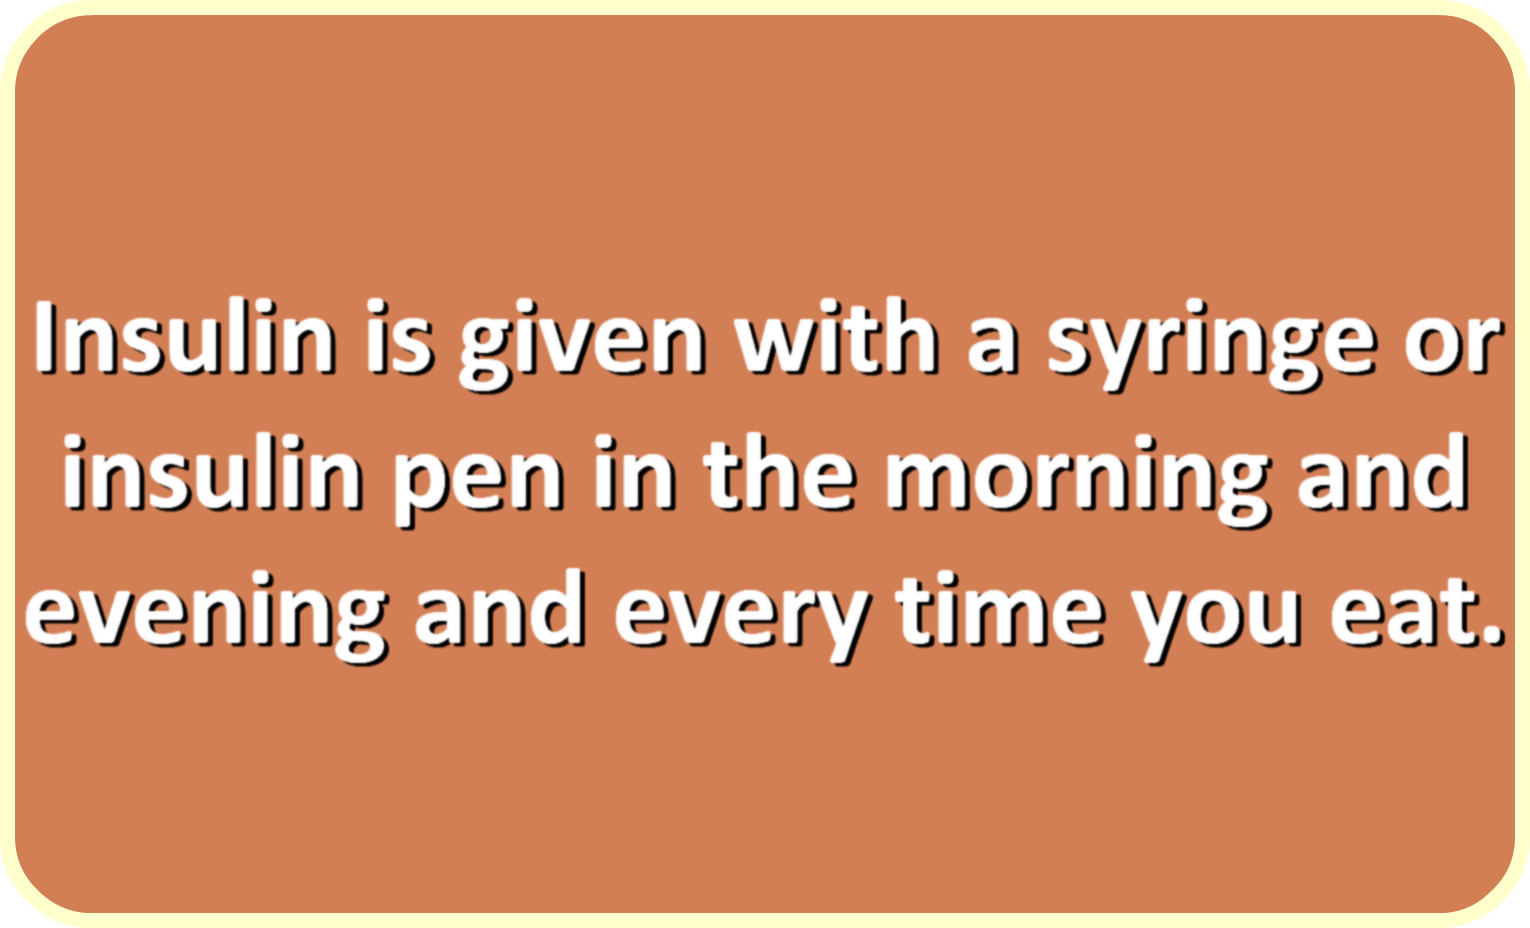 Insulin is given with a syringe or
insulin pen in the morning and
evening and every time you eat.